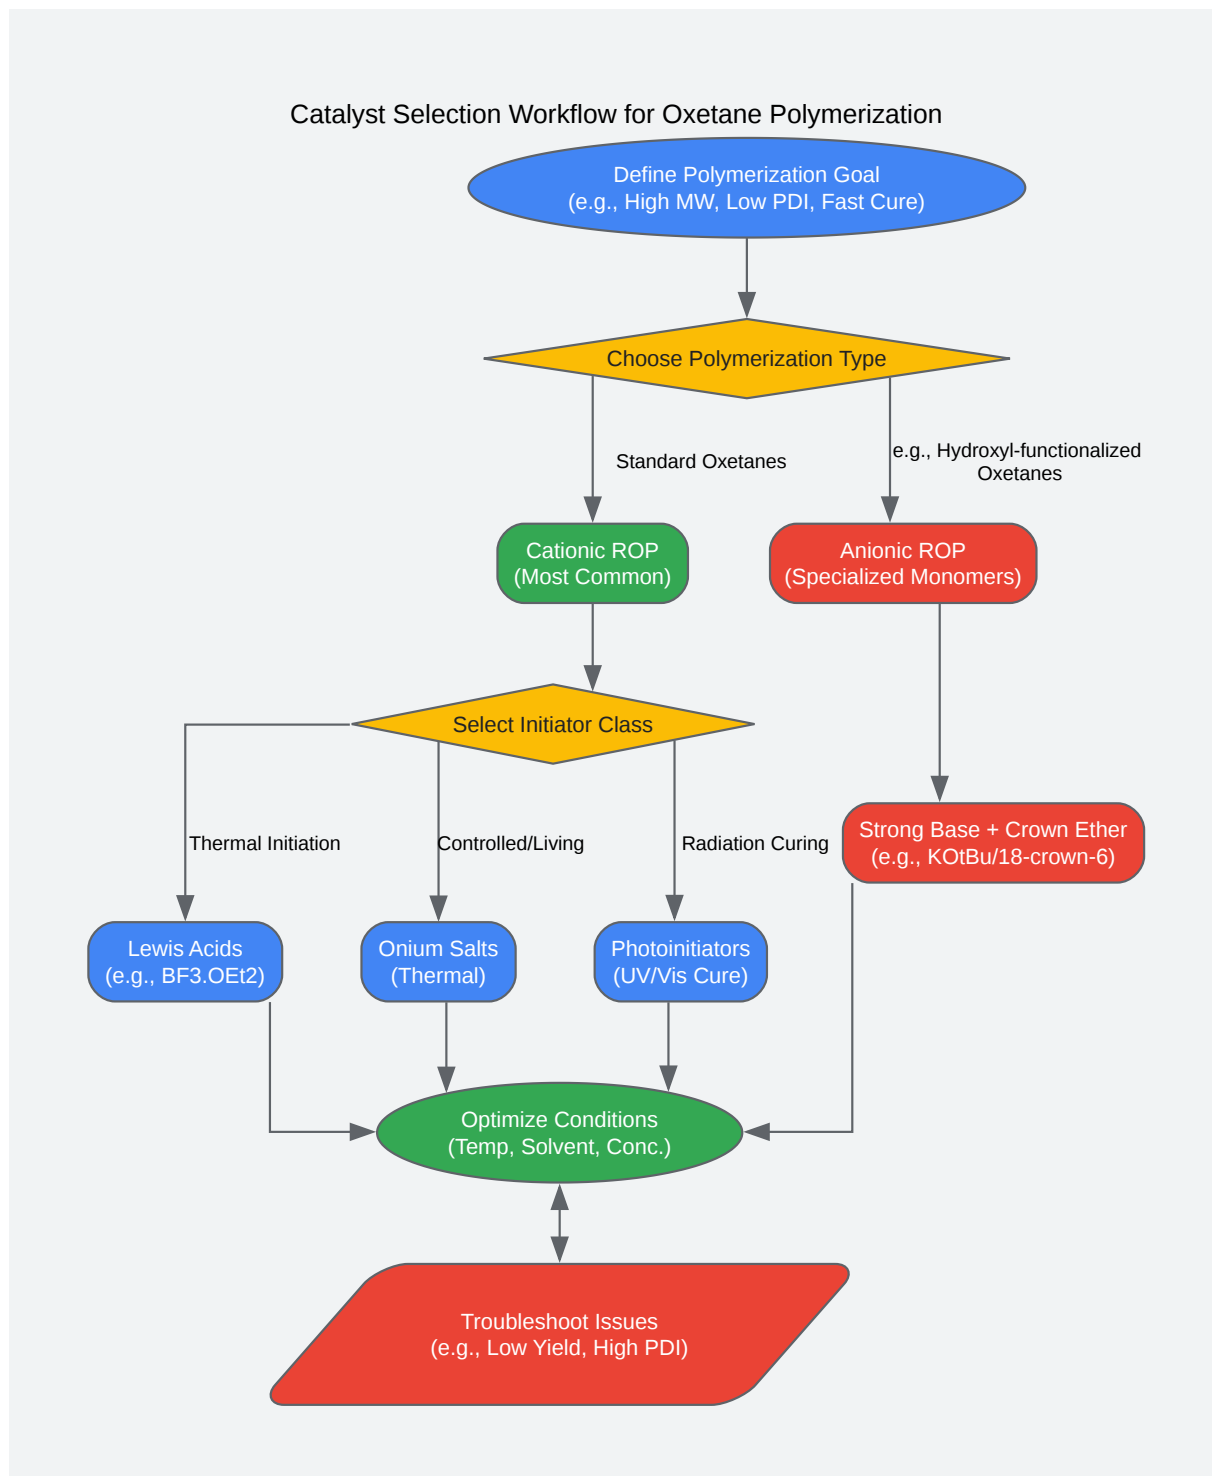 Catalyst Selection Workflow for Oxetane Polymerization
Define Polymerization Goal
(e.g., High MW, Low PDI, Fast Cure)
Choose Polymerization Type
Standard Oxetanes
e.g., Hydroxyl-functionalized
Oxetanes
Cationic ROP
(Most Common)
Anionic ROP
(Specialized Monomers)
Select Initiator Class
Thermal Initiation
Controlled/Living
Radiation Curing
Strong Base + Crown Ether
(e.g., KOtBu/18-crown-6)
Lewis Acids
(e.g., BF3.OEt2)
Onium Salts
(Thermal)
Photoinitiators
(UV/Vis Cure)
Optimize Conditions
(Temp, Solvent, Conc.)
Troubleshoot Issues
(e.g., Low Yield, High PDI)